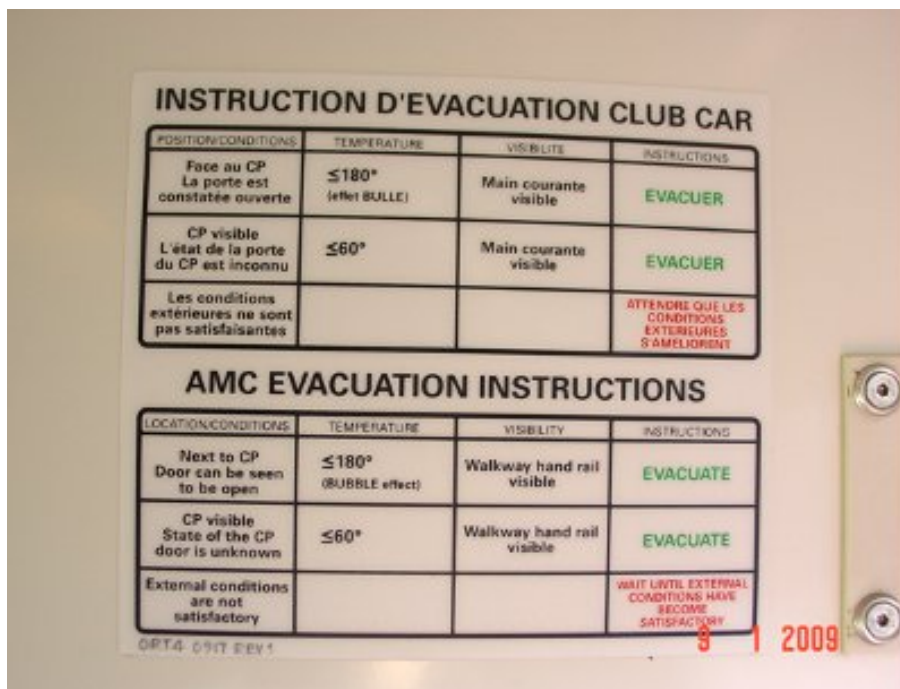 INSTRUCTION D'EVACUATION CLUB CAR
POSITION/CONDITIONS TEMPERATURE VISIBILITE INSTRUCTIONS
Face au CP
La porte est
constatée ouverte
≤180°
(effet BULLE)
Main courante
visible
EVACUER
CP visible
L'état de la porte
du CP est inconnu
≤60°
Main courante
visible
EVACUER
Les conditions
extérieures ne sont
pas satisfaisantes
ATTENDRE QUE LES
CONDITIONS
EXTERIEURES
S'AMELIORENT
AMC EVACUATION INSTRUCTIONS
LOCATION/CONDITIONS TEMPERATURE VISIBILITY INSTRUCTIONS
Next to CP
Door can be seen
to be open
≤180°
(BUBBLE effect)
Walkway hand rail
visible
EVACUATE
CP visible
State of the CP
door is unknown
≤60°
Walkway hand rail
visible
EVACUATE
External conditions
are not
satisfactory
WAIT UNTIL EXTERNAL
CONDITIONS HAVE
BECOME
SATISFACTORY
9 1 2009